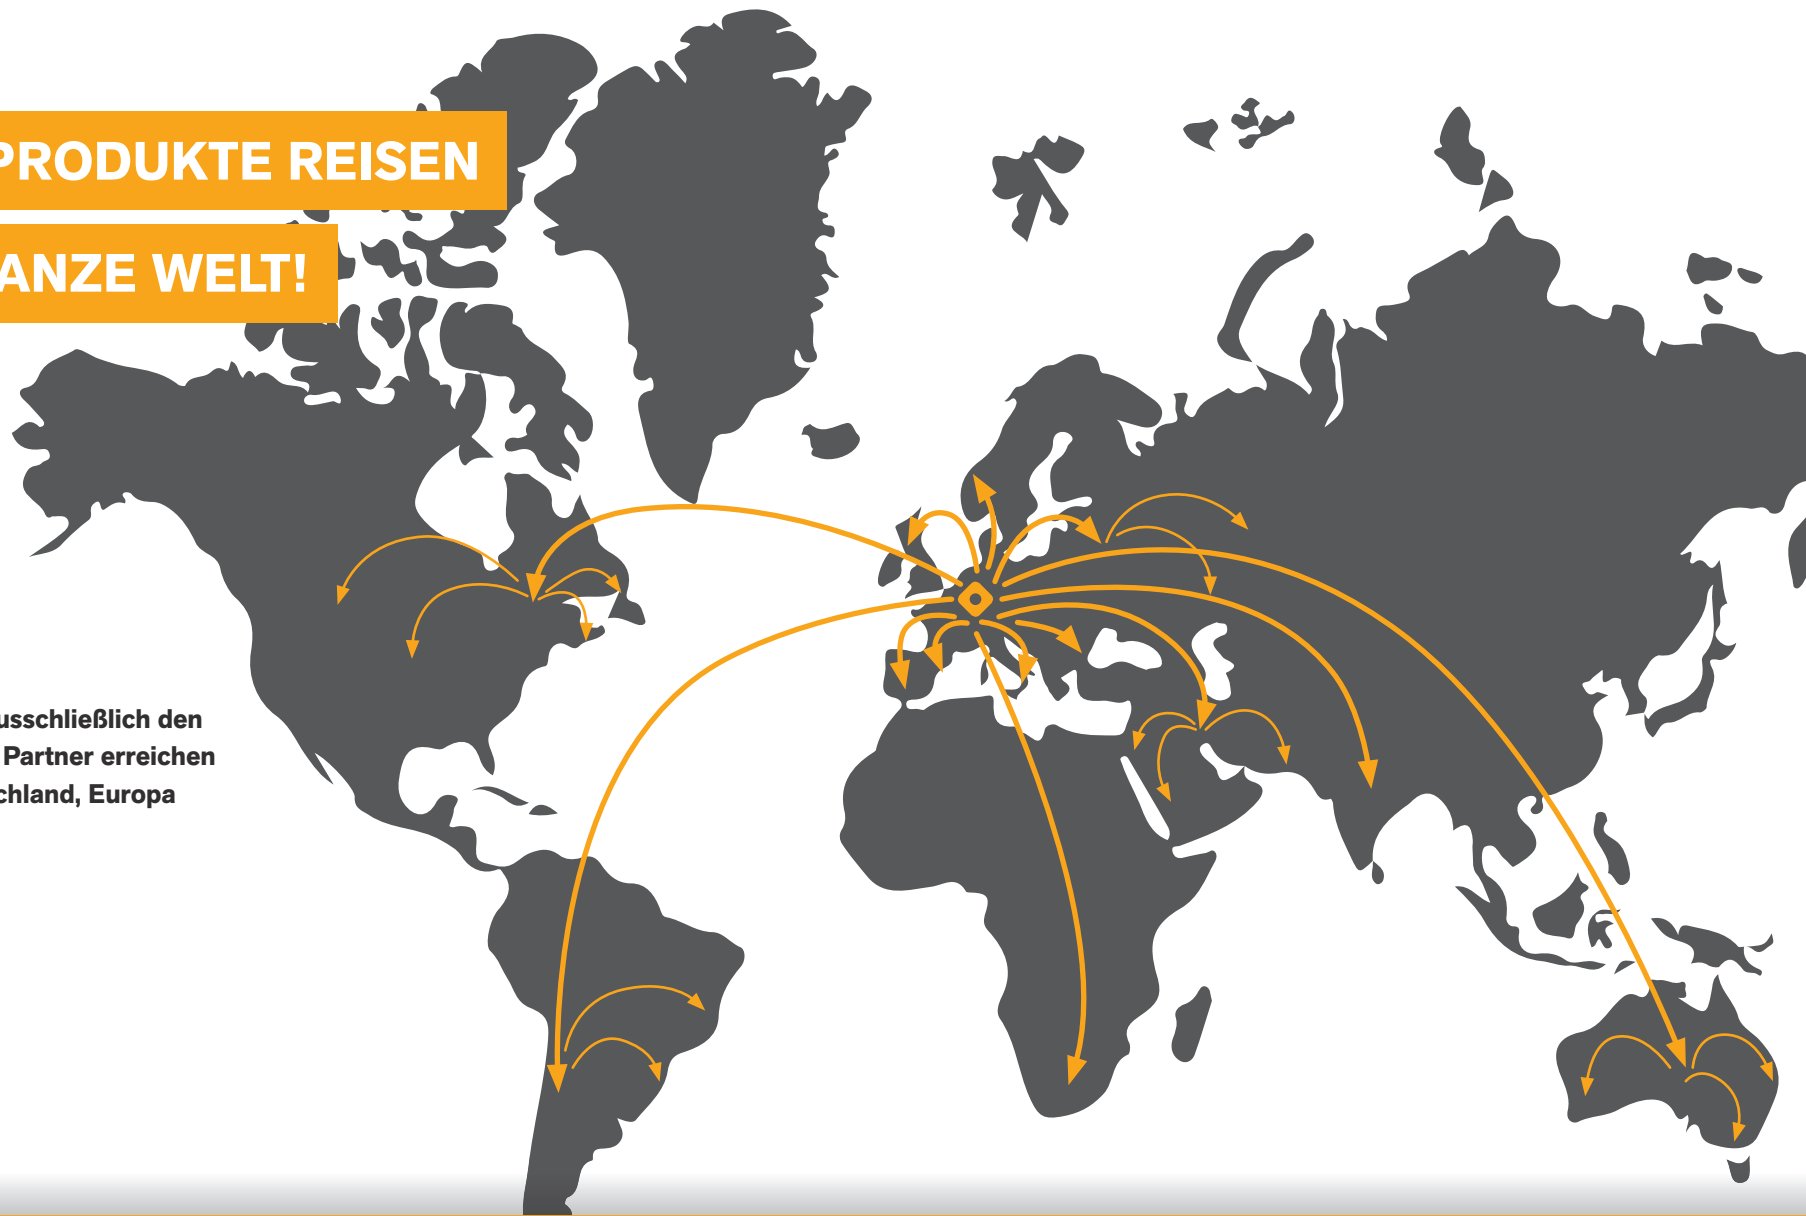 PRODUKTE REISEN
ANZE WELT!
usschließlich den
Partner erreichen
chland, Europa